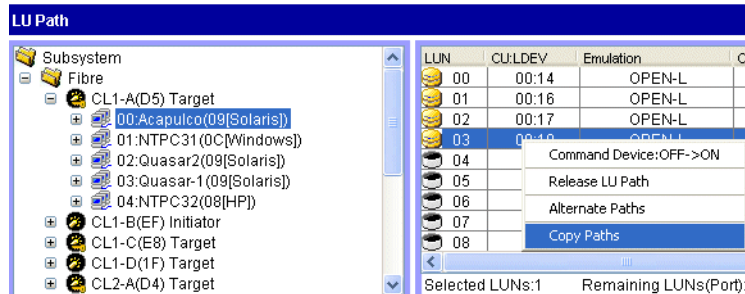 LU Path
Subsystem
Fibre
CL1-A(D5) Target
00:Acapulco(09[Solaris])
01:NTPC31(0C[Windows])
02:Quasar2(09[Solaris])
03:Quasar-1(09[Solaris])
04:NTPC32(08[HP])
CL1-B(EF) Initiator
CL1-C(E8) Target
CL1-D(1F) Target
CL2-A(D4) Target
LUN CU:LDEV Emulation
00 00:14 OPEN-L
01 00:16 OPEN-L
02 00:17 OPEN-L
03
04
05
06
07
08
Command Device:OFF->ON
Release LU Path
Alternate Paths
Copy Paths
Selected LUNs:1 Remaining LUNs(Port):